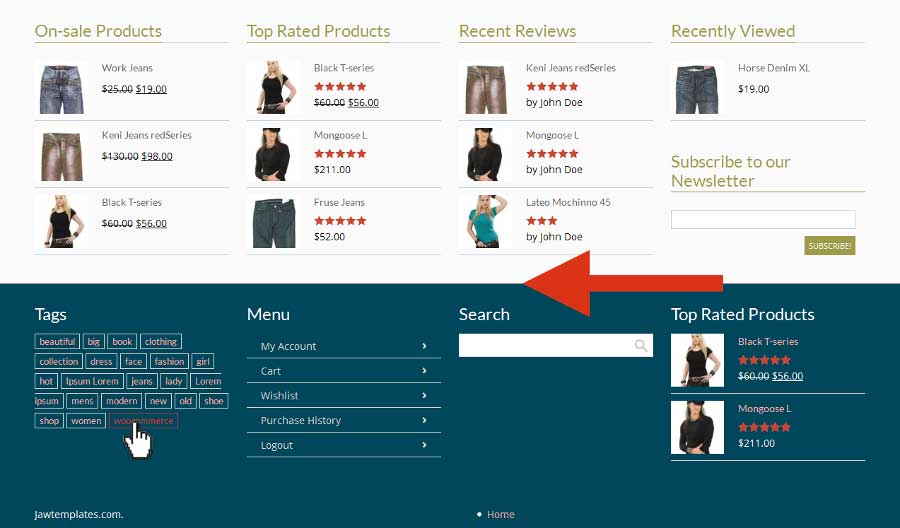 On-sale Products
Work Jeans
$25.00 $19.00
Keni Jeans redSeries
$130.00 $98.00
Black T-series
$60.00 $56.00
Top Rated Products
Black T-series
$60.00 $56.00
Mongoose L
$211.00
Fruse Jeans
$52.00
Recent Reviews
Keni Jeans redSeries
by John Doe
Mongoose L
by John Doe
Lateo Mochinno 45
by John Doe
Recently Viewed
Horse Denim XL
$19.00
Subscribe to our
Newsletter
SUBSCRIBE!
Tags
beautiful big book clothing
collection dress face fashion girl
hot Ipsum Lorem jeans lady Lorem
ipsum mens modern new old shoe
shop women woocommerce
Menu
My Account
Cart
Wishlist
Purchase History
Logout
Search
Top Rated Products
Black T-series
$60.00 $56.00
Mongoose L
$211.00
Jawtemplates.com.
Home